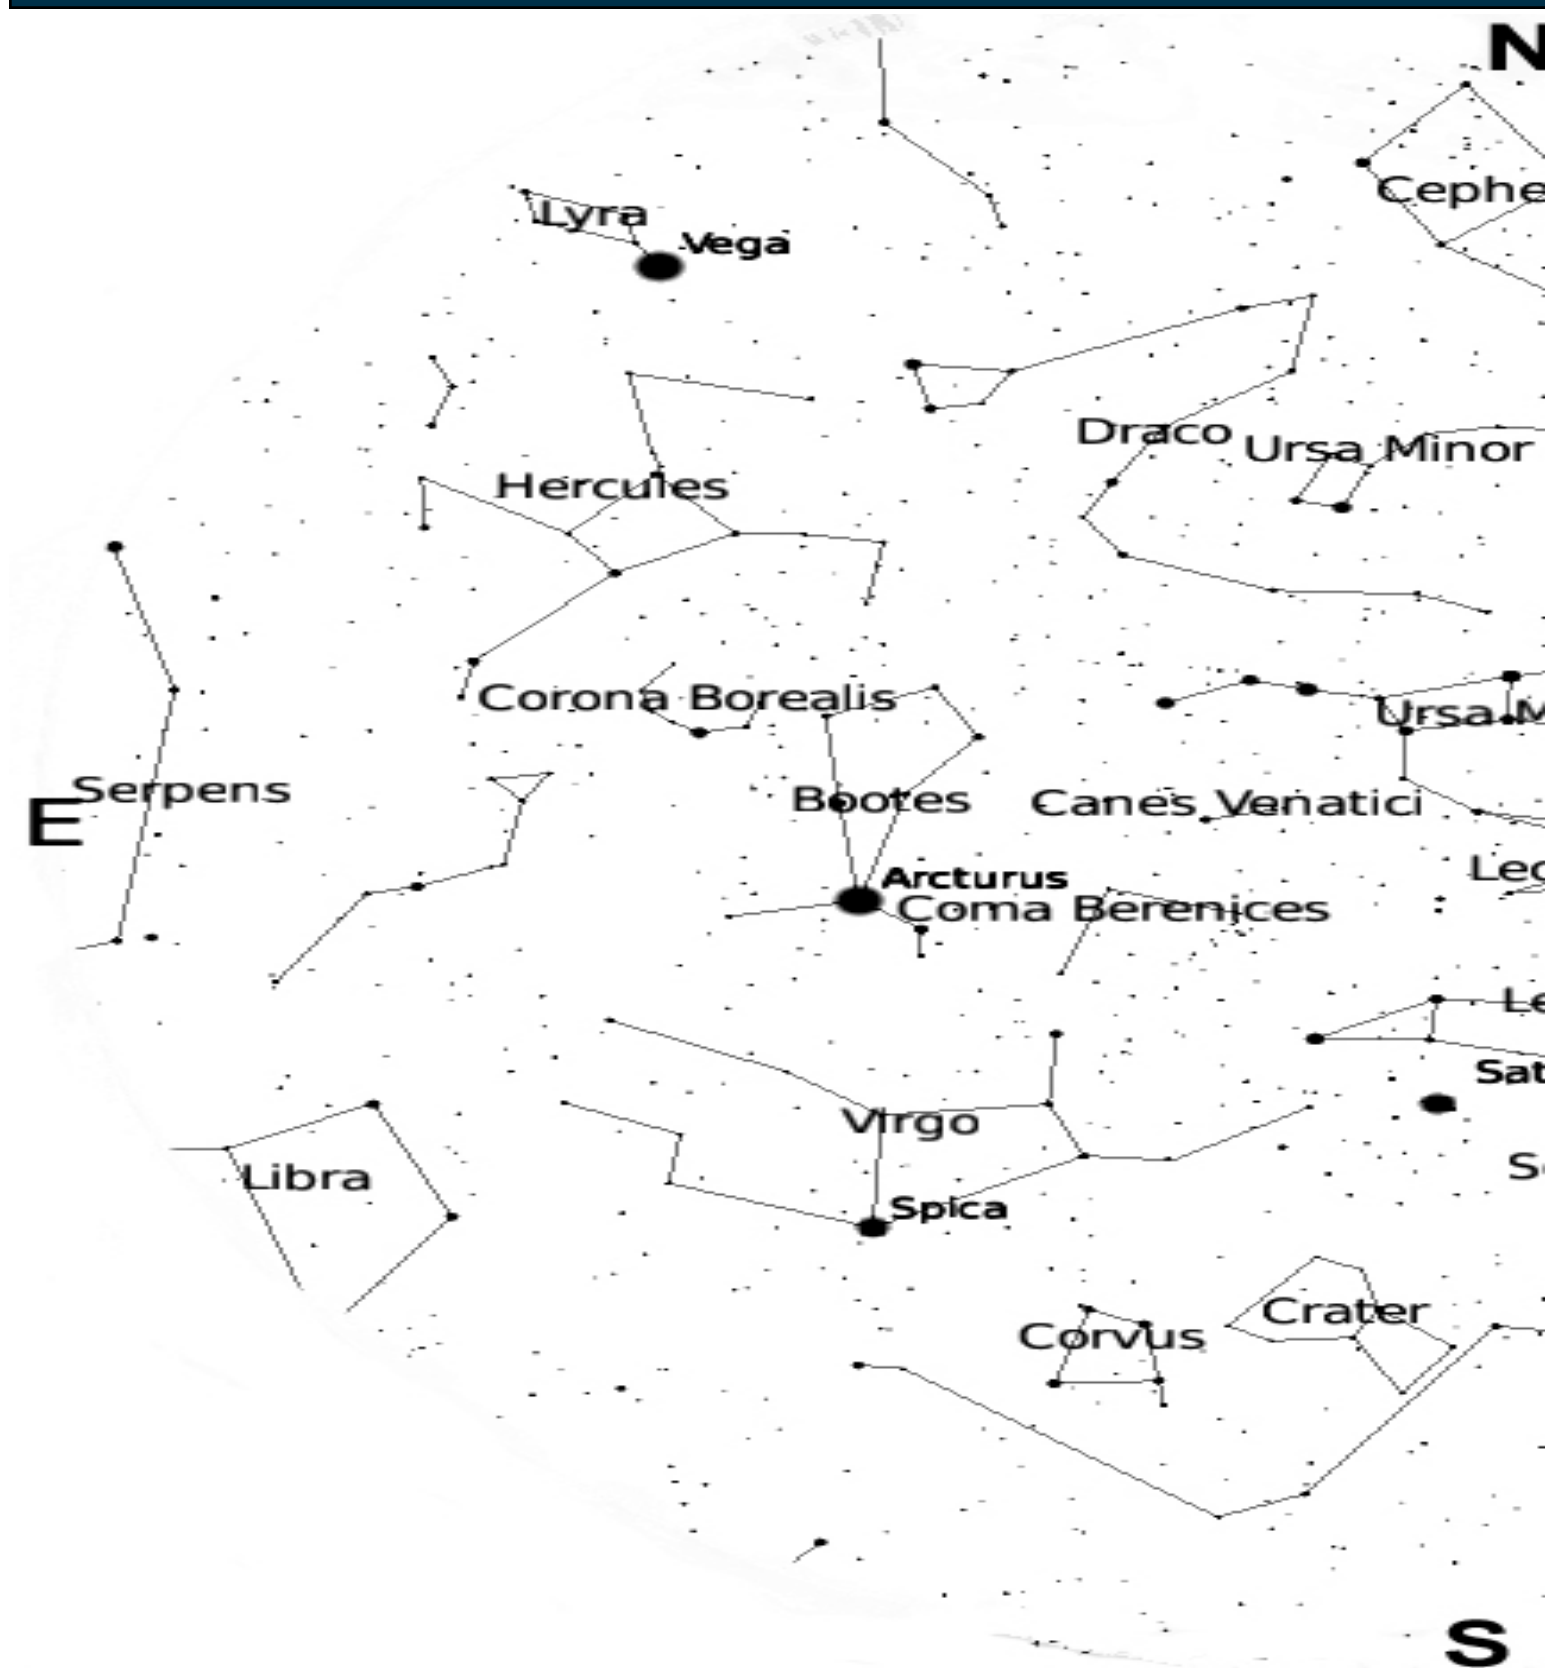 N
Cephe
Lyra
Vega
Draco
Ursa Minor
Hercules
Corona Borealis
Ursa M
Serpens
E
Bootes
Canes Venatici
Leo
Arcturus
Coma Berenices
Le
Sat
Virgo
Libra
S
Spica
Crater
Corvus
S